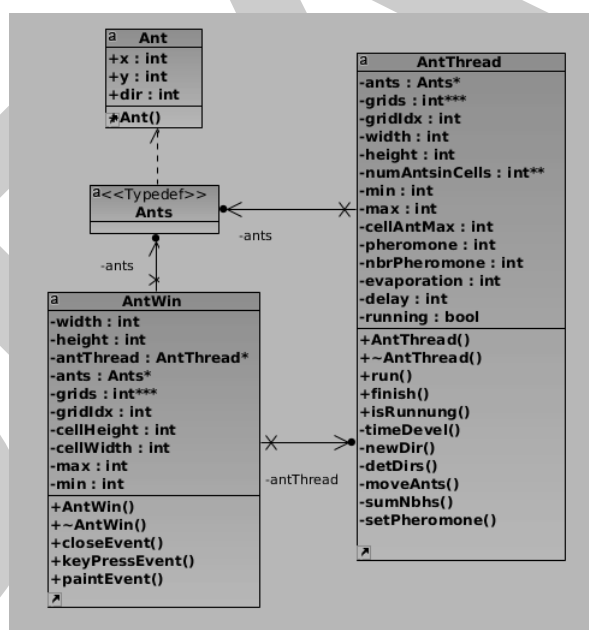 a Ant
+x : int
+y : int
+dir : int
+Ant()
a<<Typedef>>
Ants
-ants
-ants
a AntWin
-width : int
-height : int
-antThread : AntThread*
-ants : Ants*
-grids : int***
-gridIdx : int
-cellHeight : int
-cellWidth : int
-max : int
-min : int
+AntWin()
+~AntWin()
+closeEvent()
+keyPressEvent()
+paintEvent()
-antThread
a AntThread
-ants : Ants*
-grids : int***
-gridIdx : int
-width : int
-height : int
-numAntsinCells : int**
-min : int
-max : int
-cellAntMax : int
-pheromone : int
-nbrPheromone : int
-evaporation : int
-delay : int
-running : bool
+AntThread()
+~AntThread()
+run()
+finish()
+isRunnung()
-timeDevel()
-newDir()
-detDirs()
-moveAnts()
-sumNbhs()
-setPheromone()